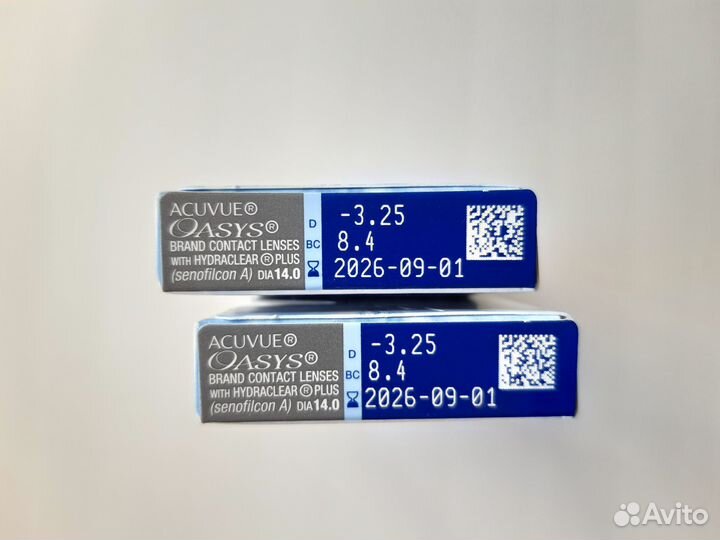 ACUVUE®
OASYS®
BRAND CONTACT LENSES
WITH HYDRACLEAR® PLUS
(senofilcon A) DIA 14.0
D -3.25
BC 8.4
2026-09-01
ACUVUE®
OASYS®
BRAND CONTACT LENSES
WITH HYDRACLEAR® PLUS
(senofilcon A) DIA 14.0
D -3.25
BC 8.4
2026-09-01
Avito